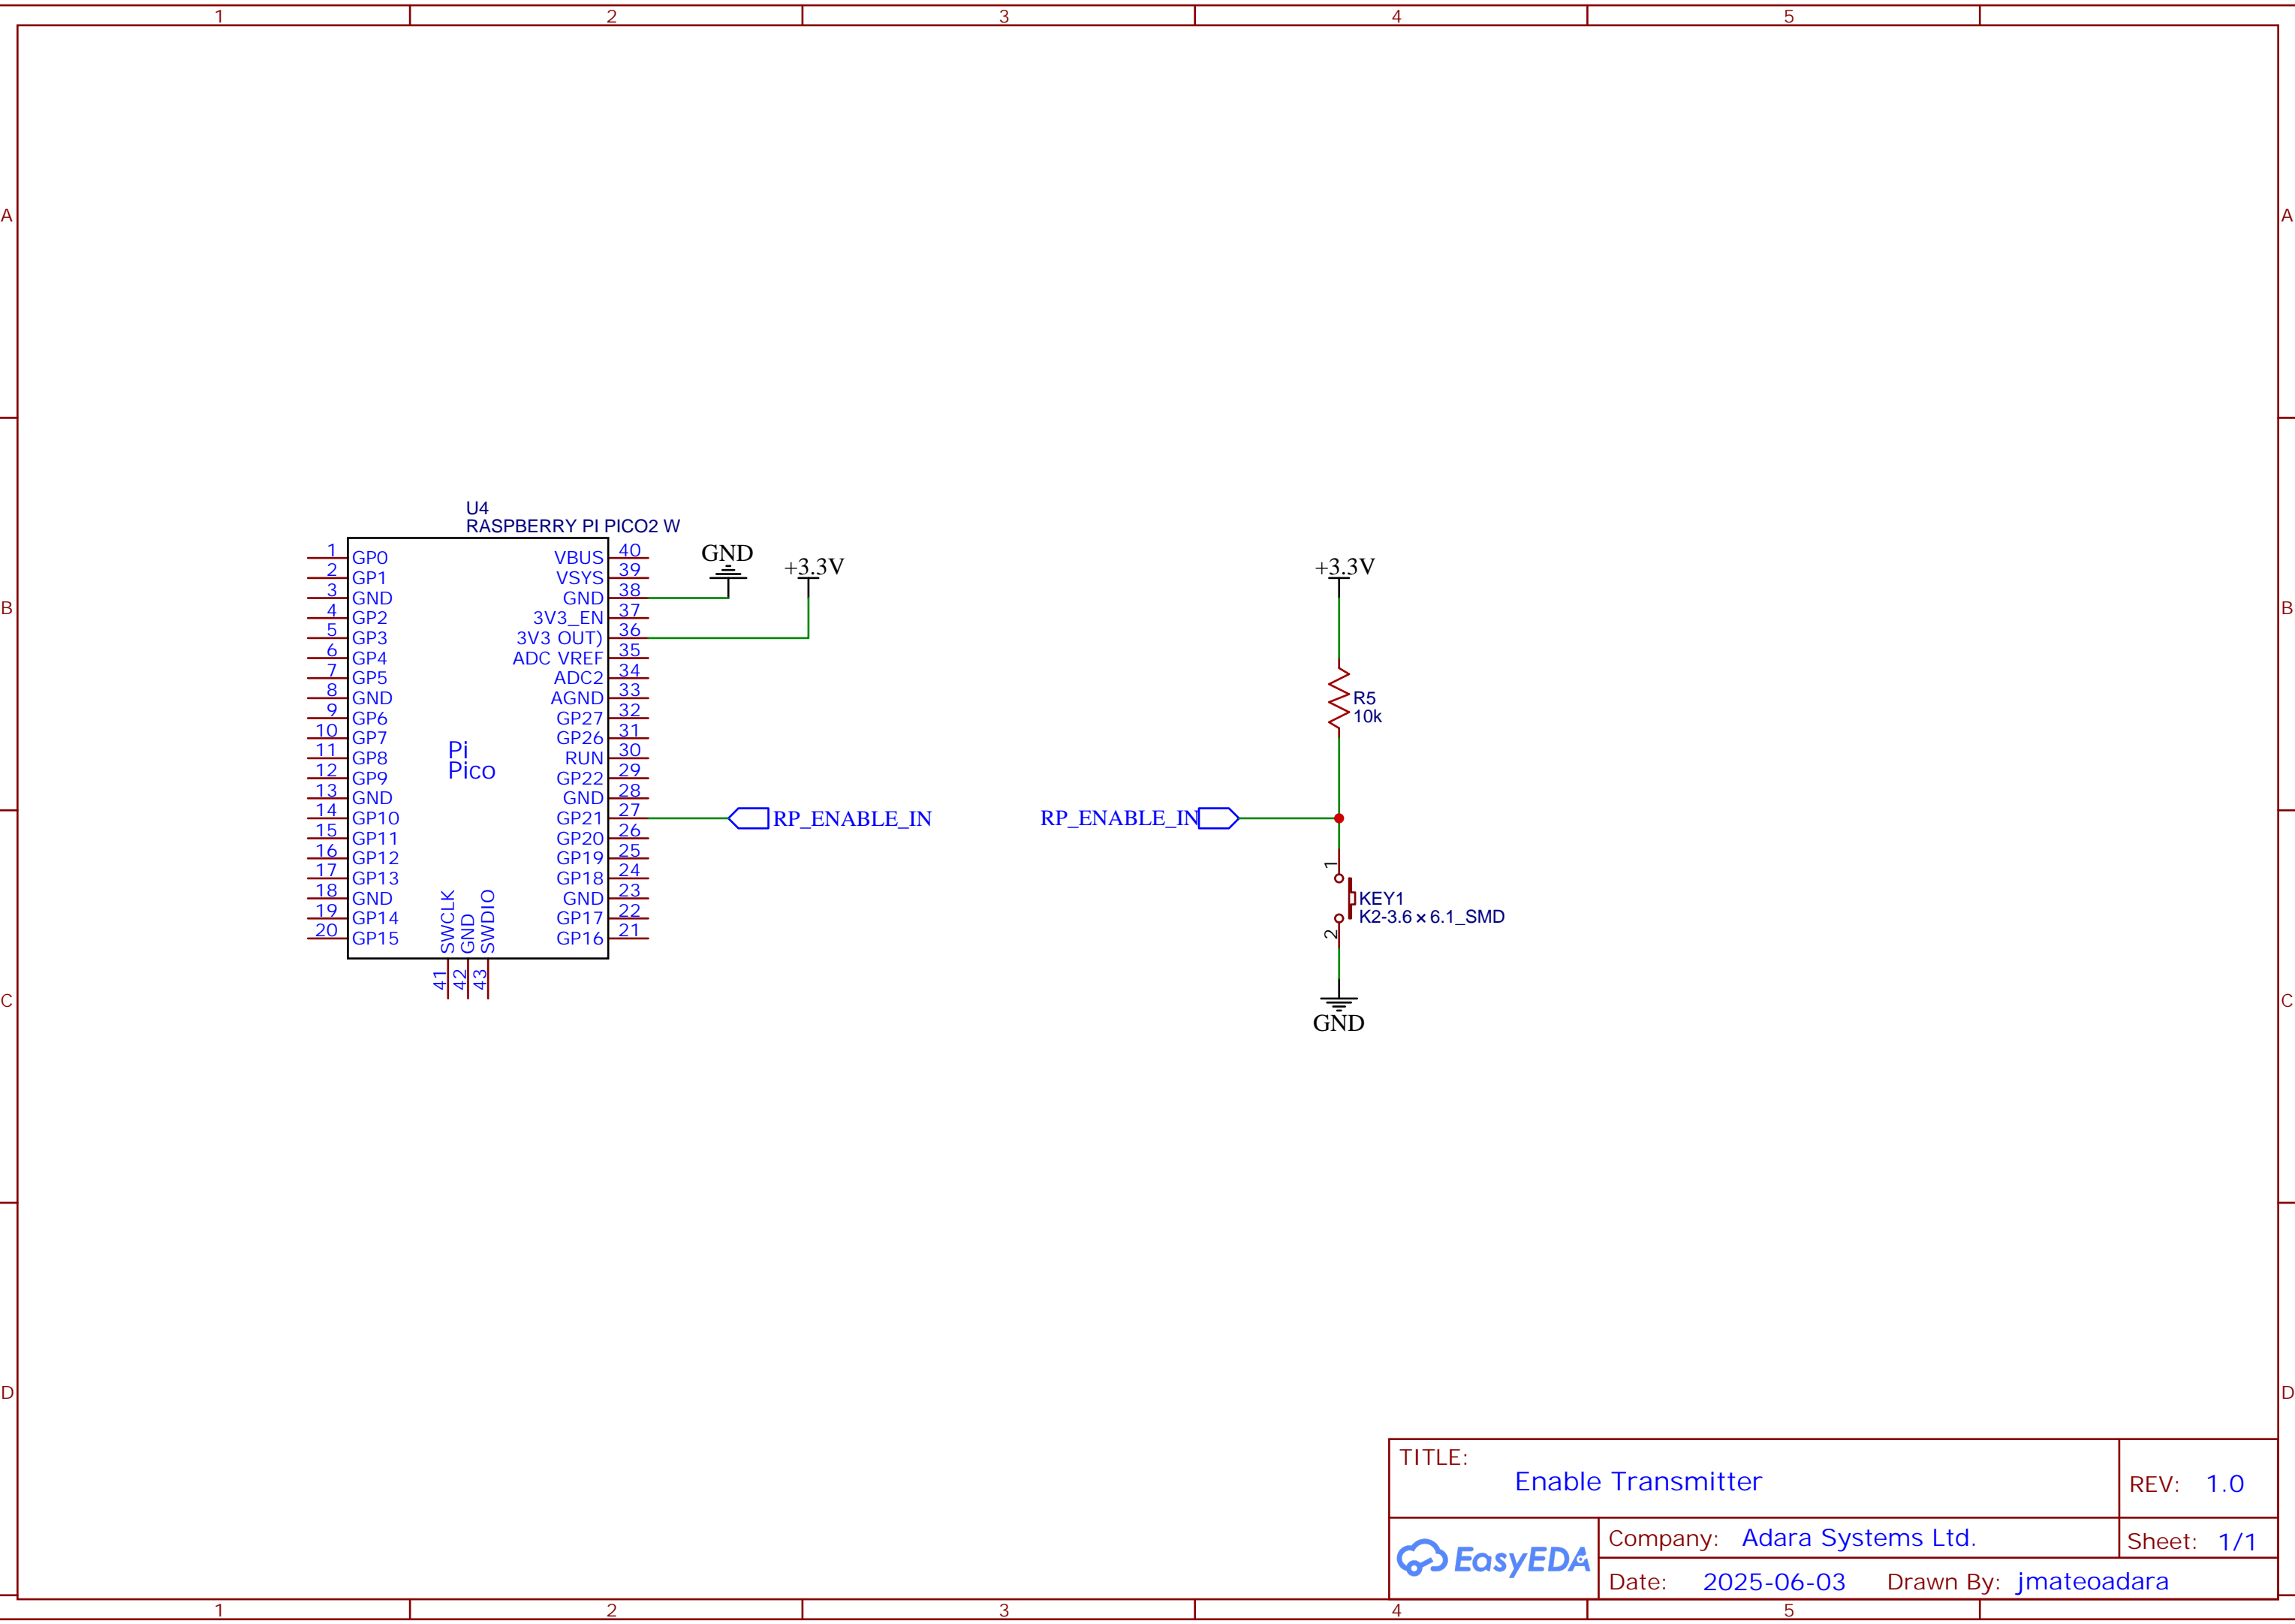 1 2 3 4 5
A A
B B
C C
D D
U4
RASPBERRY PI PICO2 W
1 GP0 VBUS 40
2 GP1 VSYS 39
3 GND GND 38
4 GP2 3V3_EN 37
5 GP3 3V3 OUT) 36
6 GP4 ADC VREF 35
7 GP5 ADC2 34
8 GND AGND 33
9 GP6 GP27 32
10 GP7 GP26 31
11 GP8 RUN 30
12 GP9 GP22 29
13 GND GND 28
14 GP10 GP21 27
15 GP11 GP20 26
16 GP12 GP19 25
17 GP13 GP18 24
18 GND GND 23
19 GP14 GP17 22
20 GP15 GP16 21
Pi
Pico
SWCLK GND SWDIO
41 42 43
GND
+3.3V
RP_ENABLE_IN
+3.3V
R5
10k
RP_ENABLE_IN
1
KEY1
K2-3.6×6.1_SMD
2
GND
TITLE:
Enable Transmitter
REV: 1.0
EasyEDA
Company: Adara Systems Ltd.
Sheet: 1/1
Date: 2025-06-03 Drawn By: jmateoadara
1 2 3 4 5